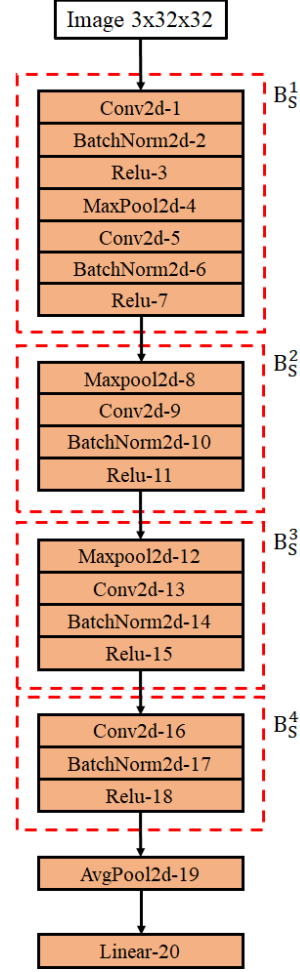 Image 3x32x32
B_S^1
Conv2d-1
BatchNorm2d-2
Relu-3
MaxPool2d-4
Conv2d-5
BatchNorm2d-6
Relu-7
B_S^2
Maxpool2d-8
Conv2d-9
BatchNorm2d-10
Relu-11
B_S^3
Maxpool2d-12
Conv2d-13
BatchNorm2d-14
Relu-15
B_S^4
Conv2d-16
BatchNorm2d-17
Relu-18
AvgPool2d-19
Linear-20